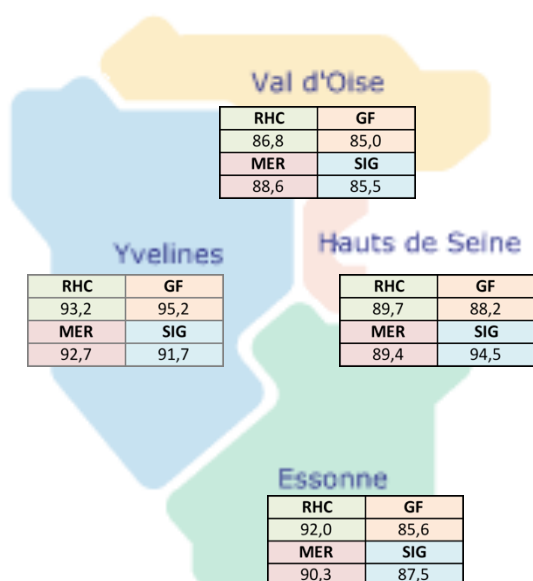 Val d'Oise
RHC GF
86,8 85,0
MER SIG
88,6 85,5
Yvelines
RHC GF
93,2 95,2
MER SIG
92,7 91,7
Hauts de Seine
RHC GF
89,7 88,2
MER SIG
89,4 94,5
Essonne
RHC GF
92,0 85,6
MER SIG
90,3 87,5